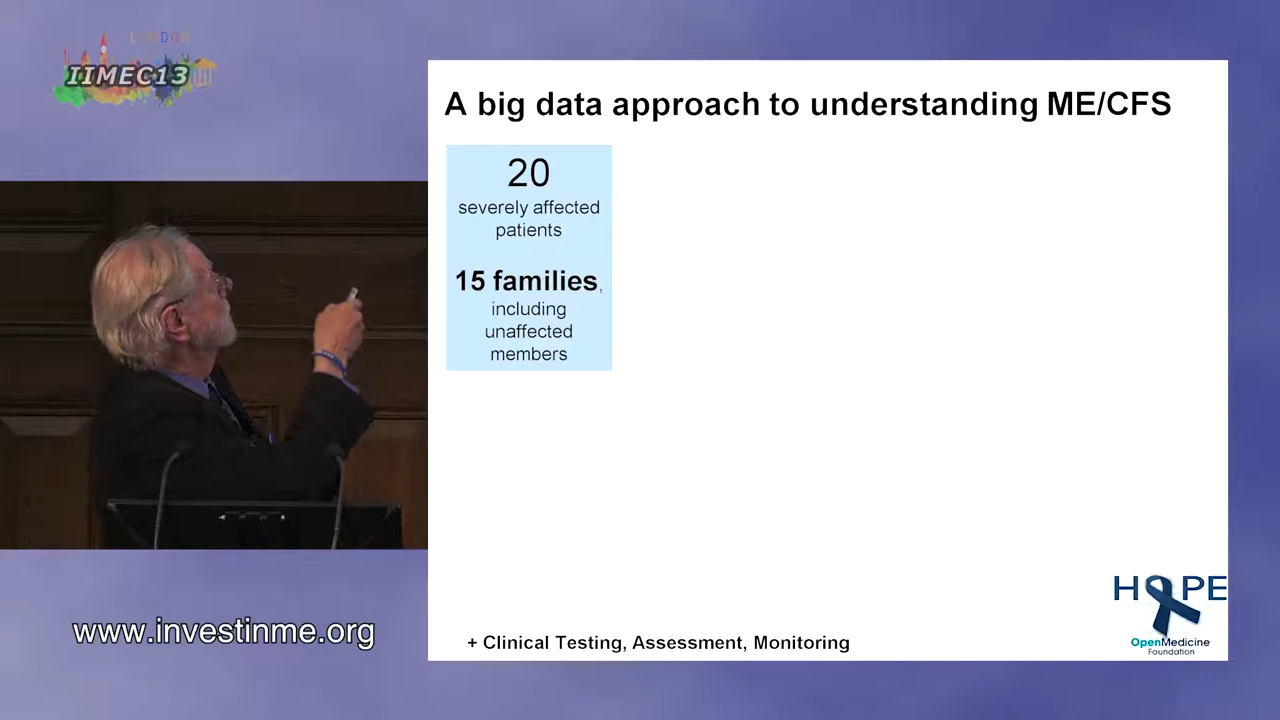 LONDON
IIMEC13
A big data approach to understanding ME/CFS
20
severely affected
patients
15 families,
including
unaffected
members
+ Clinical Testing, Assessment, Monitoring
HOPE
OpenMedicine
Foundation
www.investinme.org